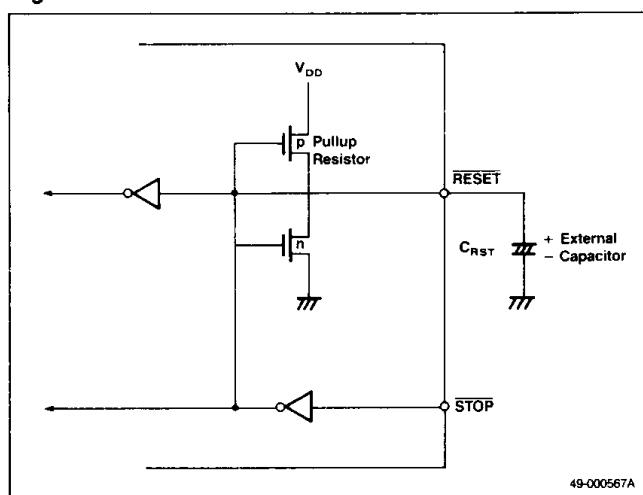 V_DD
p Pullup
Resistor
RESET
n
C_RST
+ External
– Capacitor
STOP
49-000567A